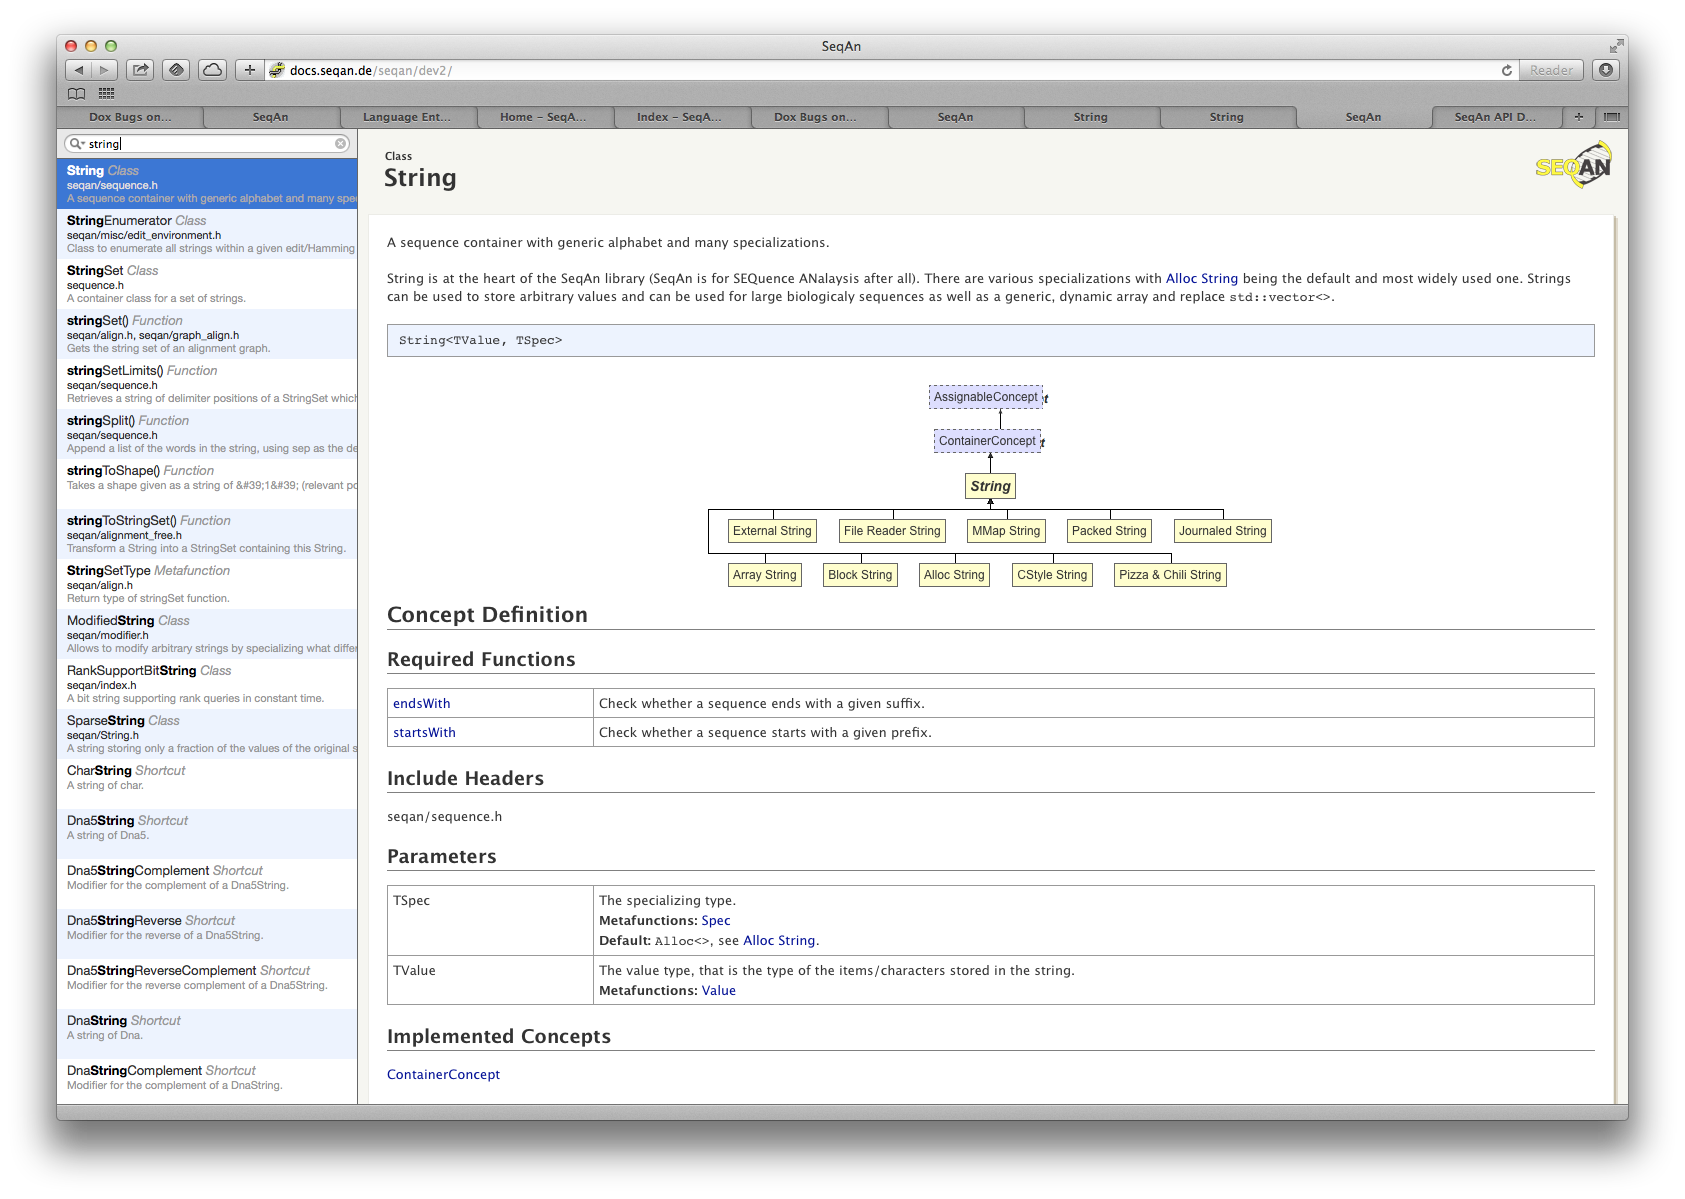 SeqAn
docs.seqan.de/seqan/dev2/
Reader
Dox Bugs on...
SeqAn
Language Ent...
Home – SeqA...
Index – SeqA...
Dox Bugs on...
SeqAn
String
String
SeqAn
SeqAn API D...
string
String Class
seqan/sequence.h
A sequence container with generic alphabet and many spe
StringEnumerator Class
seqan/misc/edit_environment.h
Class to enumerate all strings within a given edit/Hamming
StringSet Class
sequence.h
A container class for a set of strings.
stringSet() Function
seqan/align.h, seqan/graph_align.h
Gets the string set of an alignment graph.
stringSetLimits() Function
seqan/sequence.h
Retrieves a string of delimiter positions of a StringSet which
stringSplit() Function
seqan/sequence.h
Append a list of the words in the string, using sep as the de
stringToShape() Function
Takes a shape given as a string of &#39;1&#39; (relevant po
stringToStringSet() Function
seqan/alignment_free.h
Transform a String into a StringSet containing this String.
StringSetType Metafunction
seqan/align.h
Return type of stringSet function.
ModifiedString Class
seqan/modifier.h
Allows to modify arbitrary strings by specializing what differ
RankSupportBitString Class
seqan/index.h
A bit string supporting rank queries in constant time.
SparseString Class
seqan/String.h
A string storing only a fraction of the values of the original s
CharString Shortcut
A string of char.
Dna5String Shortcut
A string of Dna5.
Dna5StringComplement Shortcut
Modifier for the complement of a Dna5String.
Dna5StringReverse Shortcut
Modifier for the reverse of a Dna5String.
Dna5StringReverseComplement Shortcut
Modifier for the reverse complement of a Dna5String.
DnaString Shortcut
A string of Dna.
DnaStringComplement Shortcut
Modifier for the complement of a DnaString.
Class
String
SEQAN
A sequence container with generic alphabet and many specializations.
String is at the heart of the SeqAn library (SeqAn is for SEQuence ANalaysis after all). There are various specializations with Alloc String being the default and most widely used one. Strings
can be used to store arbitrary values and can be used for large biologicaly sequences as well as a generic, dynamic array and replace std::vector<>.
String<TValue, TSpec>
AssignableConcept t
ContainerConcept t
String
External String
File Reader String
MMap String
Packed String
Journaled String
Array String
Block String
Alloc String
CStyle String
Pizza & Chili String
Concept Definition
Required Functions
endsWith Check whether a sequence ends with a given suffix.
startsWith Check whether a sequence starts with a given prefix.
Include Headers
seqan/sequence.h
Parameters
TSpec The specializing type.
Metafunctions: Spec
Default: Alloc<>, see Alloc String.
TValue The value type, that is the type of the items/characters stored in the string.
Metafunctions: Value
Implemented Concepts
ContainerConcept